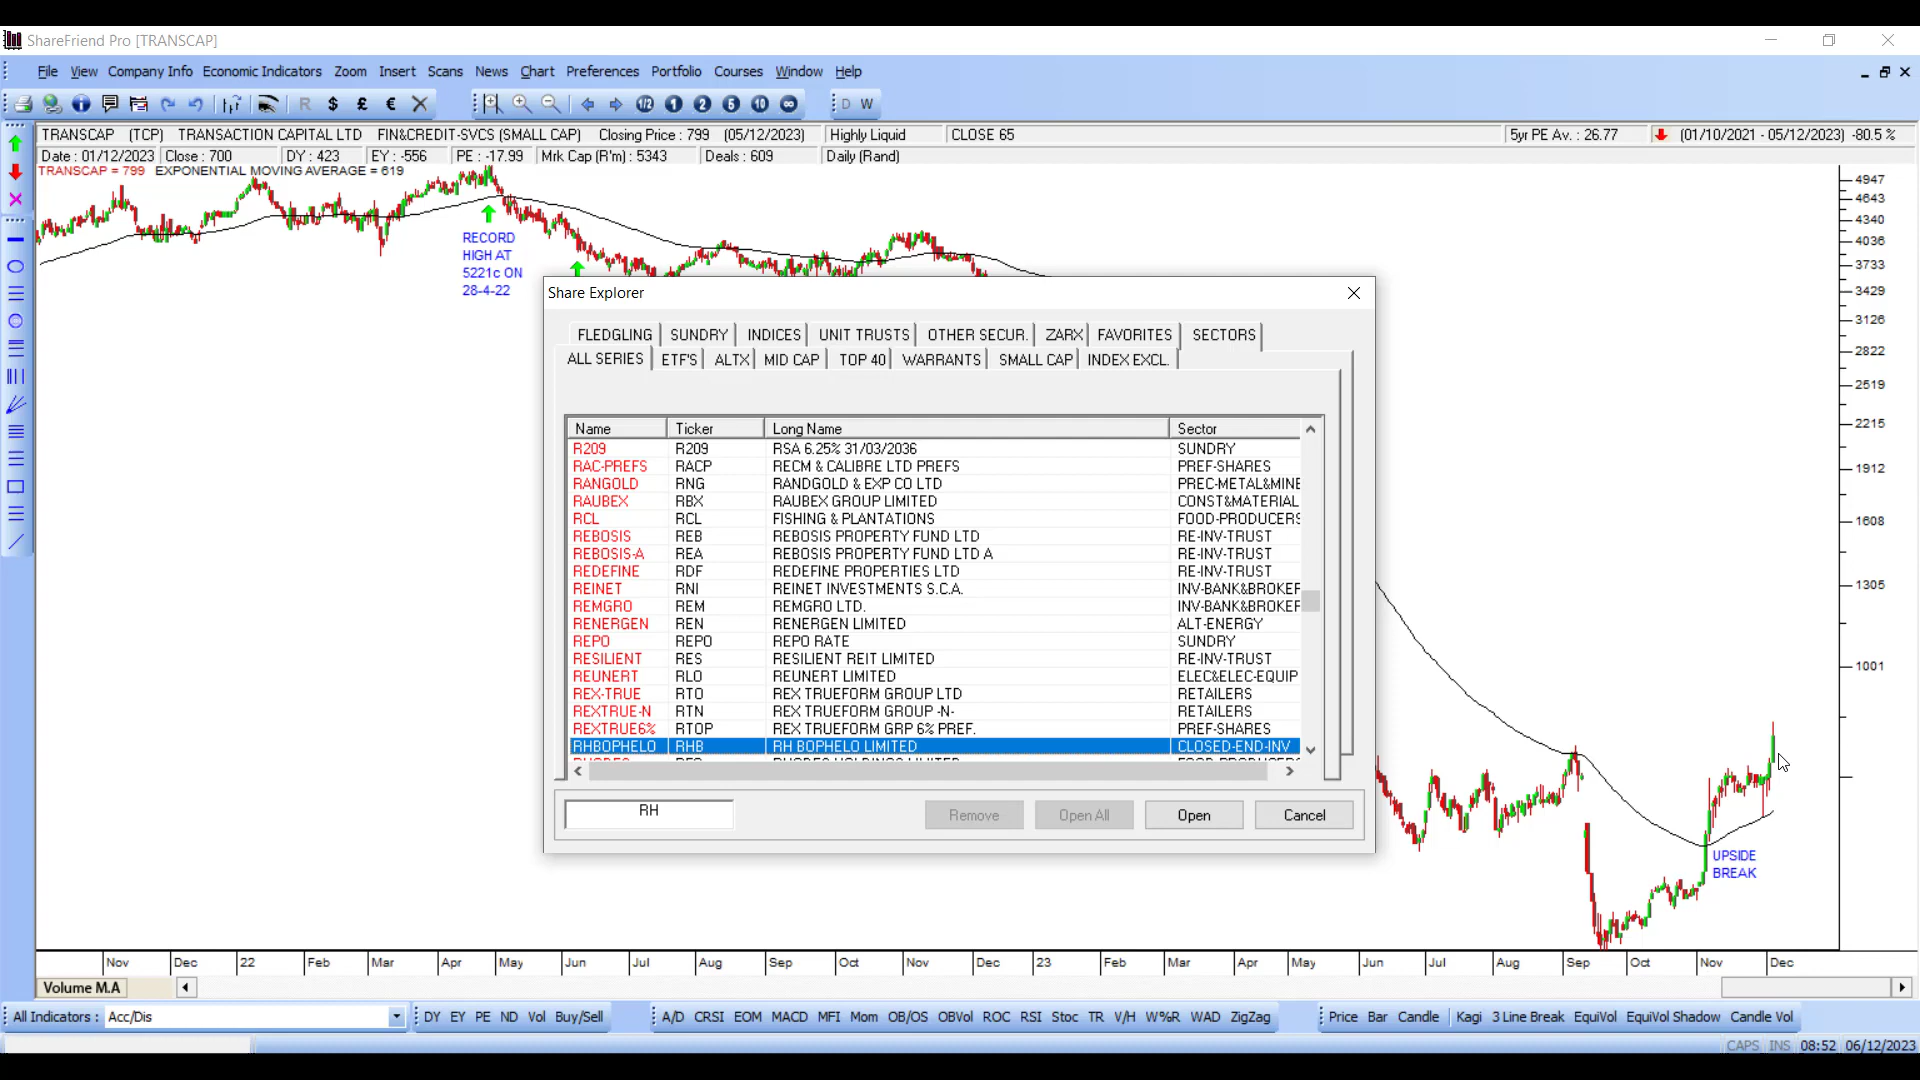 ShareFriend Pro [TRANSCAP]
File View Company Info Economic Indicators Zoom Insert Scans News Chart Preferences Portfolio Courses Window Help
R $ £ € 1/2 1 2 5 10 ∞ D W
TRANSCAP (TCP) TRANSACTION CAPITAL LTD FIN&CREDIT-SVCS (SMALL CAP) Closing Price : 799 (05/12/2023) Highly Liquid CLOSE 65 5yr PE Av. : 26.77 (01/10/2021 - 05/12/2023) -80.5 %
Date : 01/12/2023 Close : 700 DY : 423 EY : -556 PE : -17.99 Mrk Cap (R'm) : 5343 Deals : 609 Daily (Rand)
TRANSCAP = 799 EXPONENTIAL MOVING AVERAGE = 619
RECORD
HIGH AT
5221c ON
28-4-22
4947
4643
4340
4036
3733
3429
3126
2822
2519
2215
1912
1608
1305
1001
UPSIDE
BREAK
Share Explorer
FLEDGLING SUNDRY INDICES UNIT TRUSTS OTHER SECUR. ZARX FAVORITES SECTORS
ALL SERIES ETF'S ALTX MID CAP TOP 40 WARRANTS SMALL CAP INDEX EXCL.
Name Ticker Long Name Sector
R209 R209 RSA 6.25% 31/03/2036 SUNDRY
RAC-PREFS RACP RECM & CALIBRE LTD PREFS PREF-SHARES
RANGOLD RNG RANDGOLD & EXP CO LTD PREC-METAL&MINE
RAUBEX RBX RAUBEX GROUP LIMITED CONST&MATERIAL
RCL RCL FISHING & PLANTATIONS FOOD-PRODUCERS
REBOSIS REB REBOSIS PROPERTY FUND LTD RE-INV-TRUST
REBOSIS-A REA REBOSIS PROPERTY FUND LTD A RE-INV-TRUST
REDEFINE RDF REDEFINE PROPERTIES LTD RE-INV-TRUST
REINET RNI REINET INVESTMENTS S.C.A. INV-BANK&BROKER
REMGRO REM REMGRO LTD. INV-BANK&BROKER
RENERGEN REN RENERGEN LIMITED ALT-ENERGY
REPO REPO REPO RATE SUNDRY
RESILIENT RES RESILIENT REIT LIMITED RE-INV-TRUST
REUNERT RLO REUNERT LIMITED ELEC&ELEC-EQUIP
REX-TRUE RTO REX TRUEFORM GROUP LTD RETAILERS
REXTRUE-N RTN REX TRUEFORM GROUP -N- RETAILERS
REXTRUE6% RTOP REX TRUEFORM GRP 6% PREF. PREF-SHARES
RHBOPHELO RHB RH BOPHELO LIMITED CLOSED-END-INV
RH Remove Open All Open Cancel
Nov Dec 22 Feb Mar Apr May Jun Jul Aug Sep Oct Nov Dec 23 Feb Mar Apr May Jun Jul Aug Sep Oct Nov Dec
Volume M.A
All Indicators : Acc/Dis DY EY PE ND Vol Buy/Sell A/D CRSI EOM MACD MFI Mom OB/OS OBVol ROC RSI Stoc TR V/H W%R WAD ZigZag Price Bar Candle Kagi 3 Line Break EquiVol EquiVol Shadow Candle Vol
CAPS INS 08:52 06/12/2023